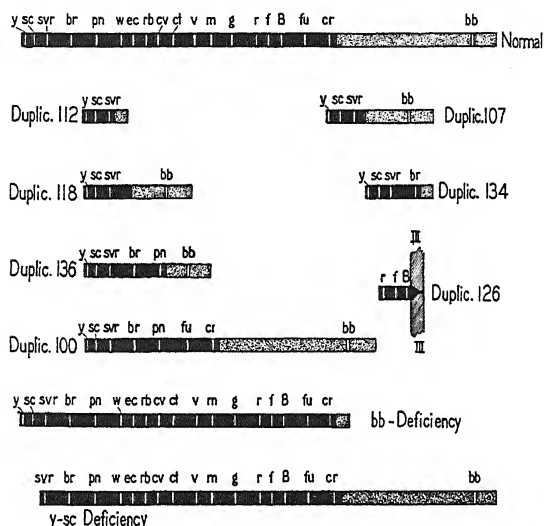 y sc svr br pn w ec rb cv ct v m g r f B fu cr bb
Normal
y sc svr
Duplic. 112
y sc svr bb
Duplic. 107
y sc svr bb
Duplic. 118
y sc svr br
Duplic. 134
y sc svr br pn bb
Duplic. 136
III
r f B
Duplic. 126
III
y sc svr br pn fu cr bb
Duplic. 100
y sc svr br pn w ec rb cv ct v m g r f B fu cr
bb-Deficiency
svr br pn w ec rb cv ct v m g r f B fu cr bb
y-sc Deficiency